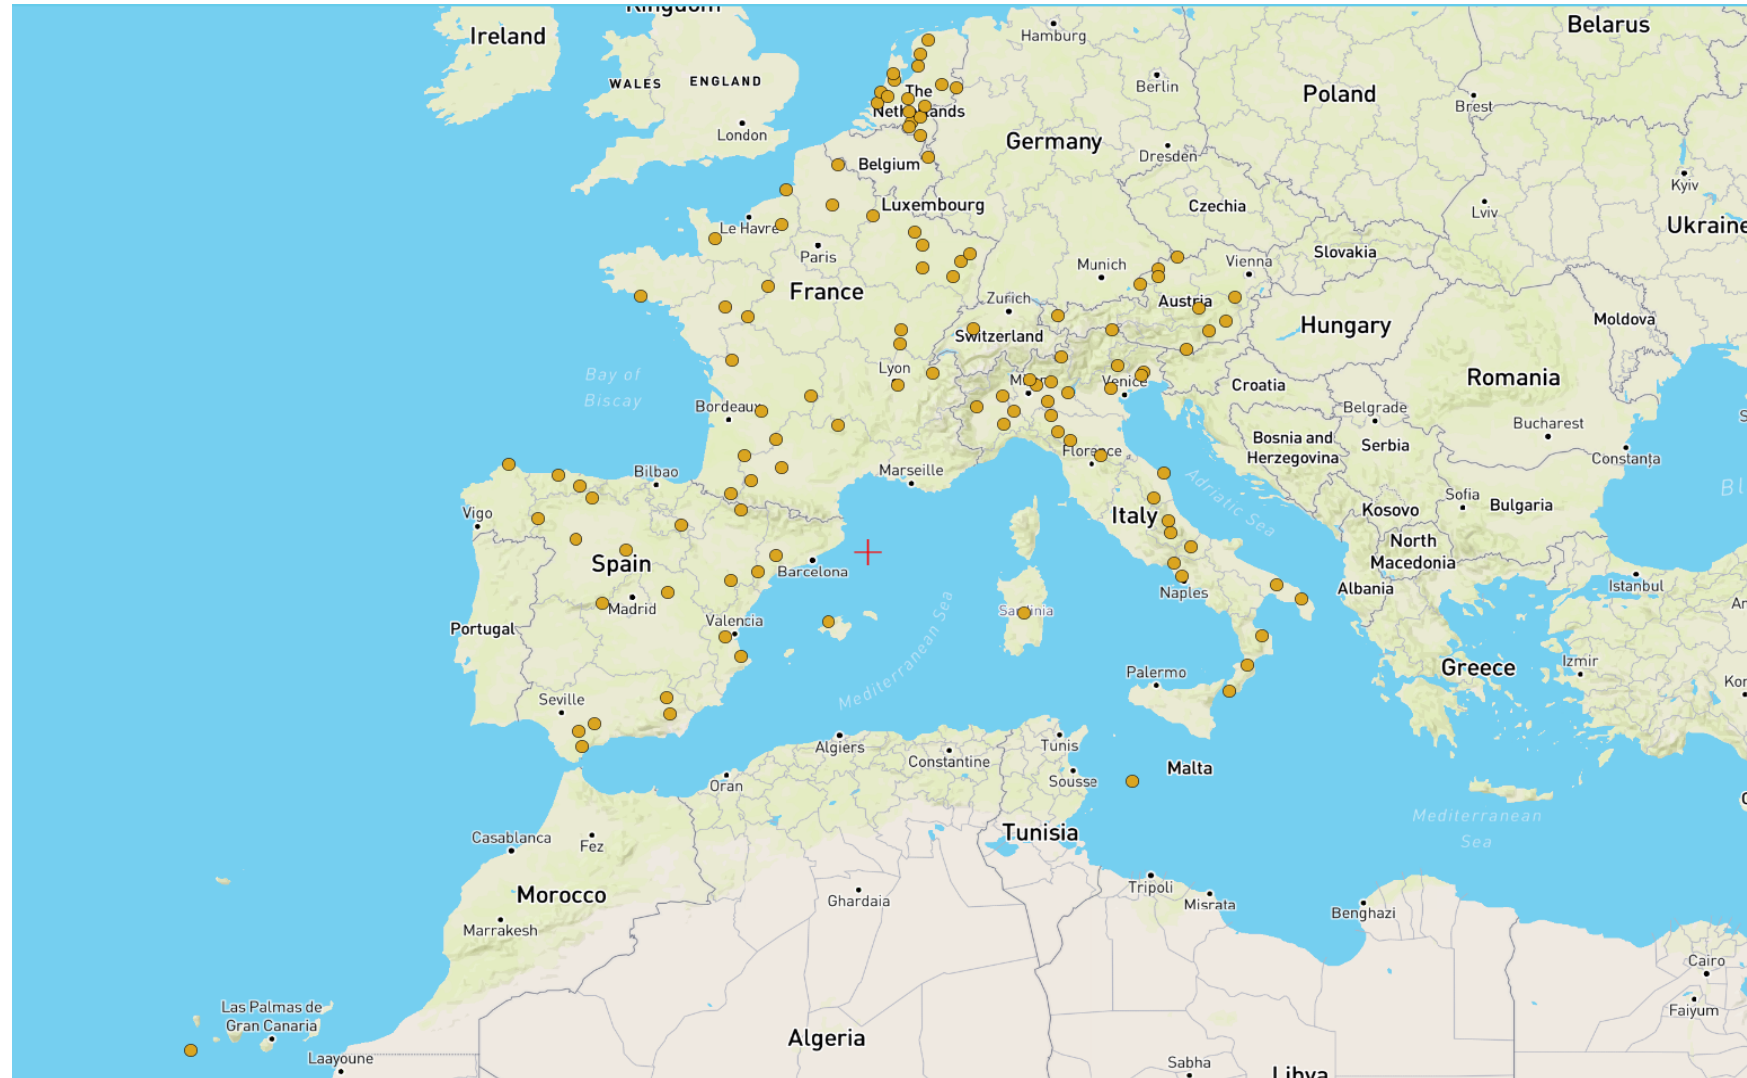 Kingdom
Ireland
Hamburg
Belarus
WALES
ENGLAND
The
Netherlands
Berlin
Poland
Brest
London
Germany
Belgium
Dresden
Kyiv
Luxembourg
Czechia
Lviv
Ukraine
Le Havre
Paris
Slovakia
Munich
Vienna
France
Zurich
Austria
Switzerland
Hungary
Moldova
Bay of
Biscay
Lyon
Venice
Croatia
Romania
Bordeaux
Belgrade
Bucharest
Bosnia and
Herzegovina
Serbia
Florence
Constanța
Bilbao
Marseille
Adriatic Sea
Sofia
Bulgaria
Vigo
Italy
Kosovo
North
Macedonia
Spain
Barcelona
Albania
Istanbul
Madrid
Naples
Sardinia
Valencia
Portugal
Mediterranean Sea
Palermo
Greece
Izmir
Seville
Algiers
Constantine
Tunis
Malta
Oran
Sousse
Mediterranean
Sea
Casablanca
Fez
Tunisia
Morocco
Ghardaia
Tripoli
Misrata
Benghazi
Marrakesh
Cairo
Las Palmas de
Gran Canaria
Faiyum
Algeria
Laayoune
Sabha
Libya